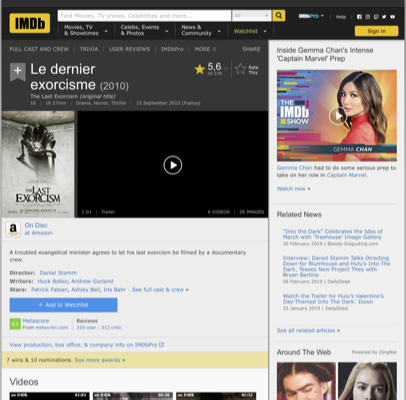 IMDb
Find Movies, TV shows, Celebrities and more...
All
IMDbPro
Help
Movies, TV
& Showtimes
Celebs, Events
& Photos
News &
Community
Watchlist
Sign in
FULL CAST AND CREW | TRIVIA | USER REVIEWS | IMDbPro | MORE
SHARE
Le dernier
exorcisme (2010)
The Last Exorcism (original title)
16 | 1h 27min | Drama, Horror, Thriller | 15 September 2010 (France)
5,6
Rate
This
THE
LAST
EXORCISM
1:01 | Trailer
6 VIDEOS | 28 IMAGES
On Disc
at Amazon
A troubled evangelical minister agrees to let his last exorcism be filmed by a documentary
crew.
Director: Daniel Stamm
Writers: Huck Botko, Andrew Gurland
Stars: Patrick Fabian, Ashley Bell, Iris Bahr | See full cast & crew »
+ Add to Watchlist
63
Metascore
From metacritic.com
Reviews
310 user | 312 critic
View production, box office, & company info on IMDbPro
7 wins & 10 nominations. See more awards »
Videos
Inside Gemma Chan's Intense
'Captain Marvel' Prep
THE
IMDb
SHOW
GEMMA CHAN
Gemma Chan had to do some serious prep
to take on her role in Captain Marvel.
Watch now »
Related News
"Into the Dark" Celebrates the Ides of
March with 'Treehouse' Image Gallery
20 February 2019 | Bloody-Disgusting.com
Interview: Daniel Stamm Talks Directing
Down for Blumhouse and Hulu's Into The
Dark, Teases New Project They with
Bryan Bertino
08 February 2019 | DailyDead
Watch the Trailer for Hulu's Valentine's
Day-Themed Into The Dark: Down
22 January 2019 | DailyDead
See all related articles »
Around The Web
Powered by ZergNet